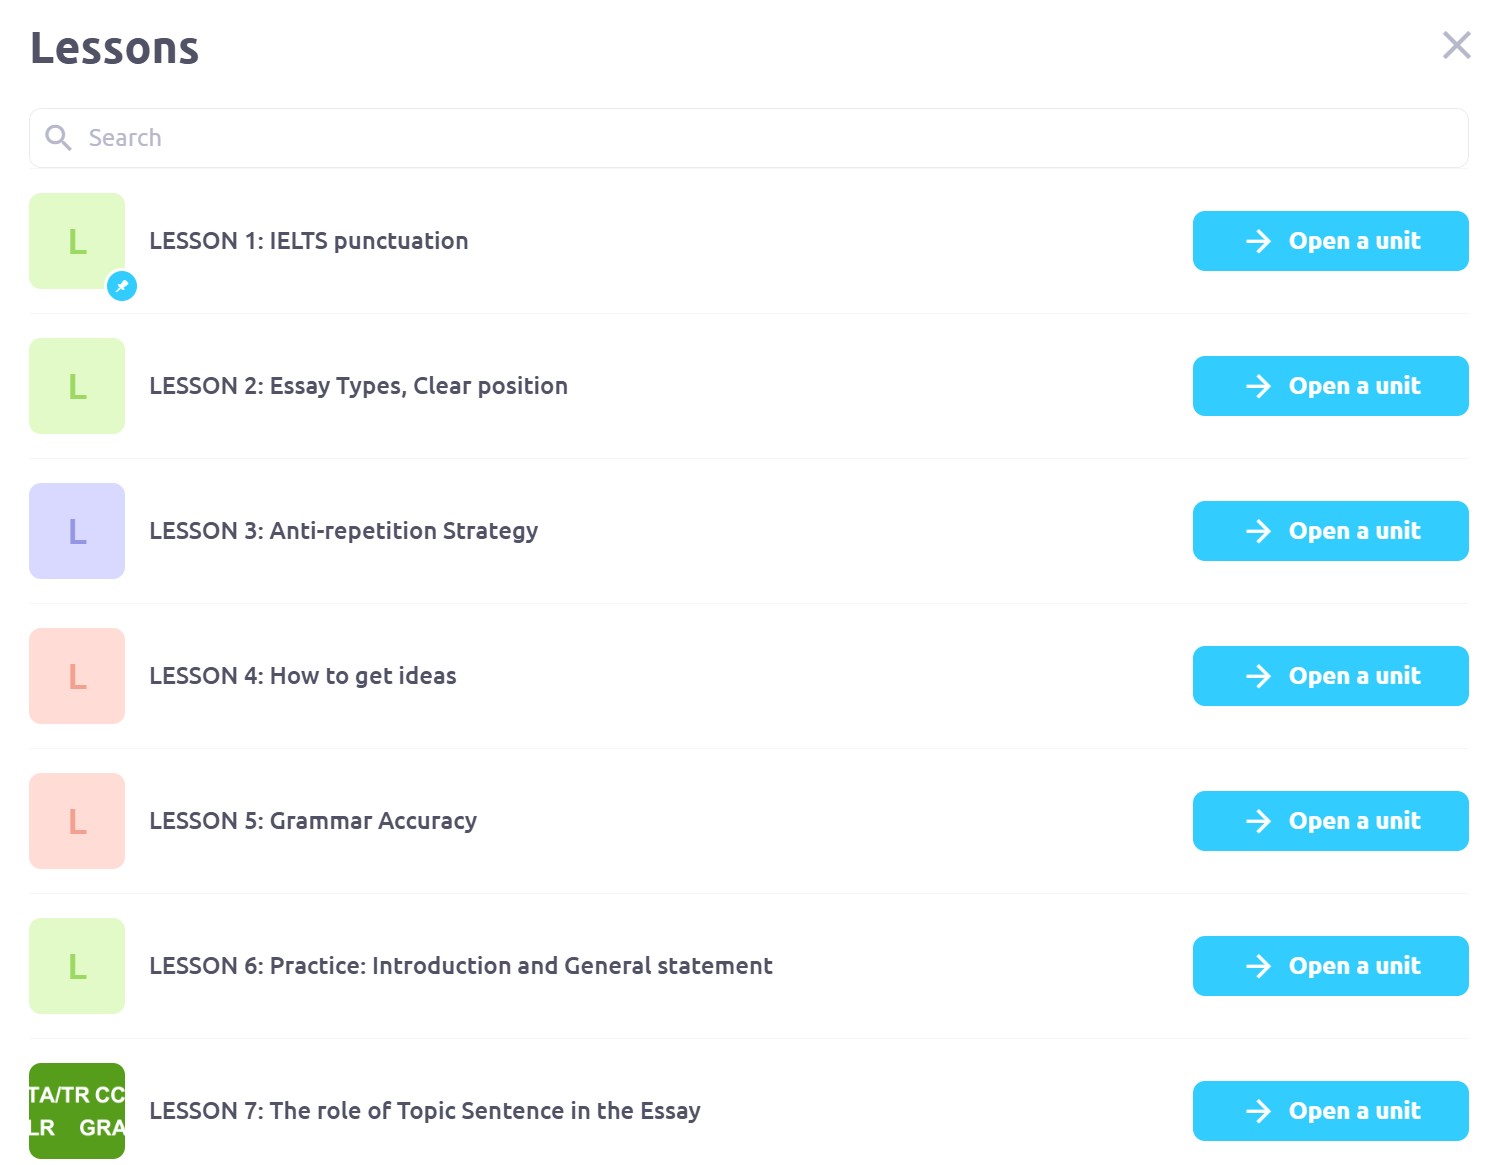 Lessons
Search
L
LESSON 1: IELTS punctuation
Open a unit
L
LESSON 2: Essay Types, Clear position
Open a unit
L
LESSON 3: Anti-repetition Strategy
Open a unit
L
LESSON 4: How to get ideas
Open a unit
L
LESSON 5: Grammar Accuracy
Open a unit
L
LESSON 6: Practice: Introduction and General statement
Open a unit
TA/TR CC
LR GRA
LESSON 7: The role of Topic Sentence in the Essay
Open a unit